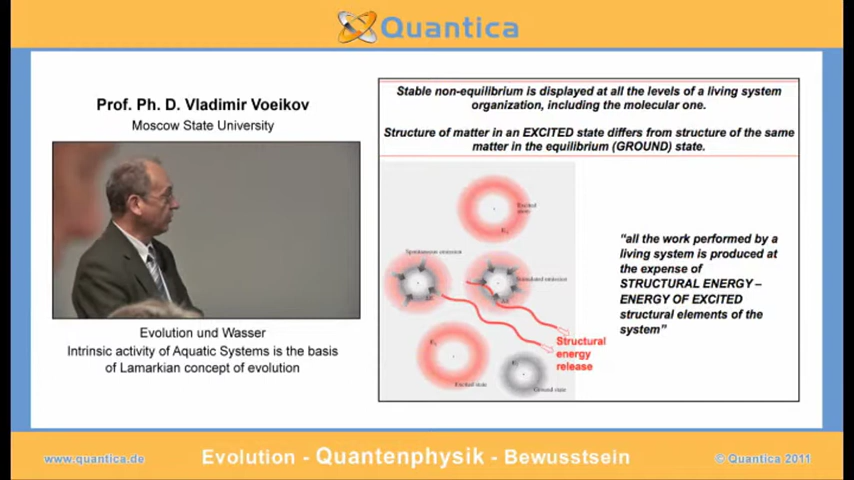 Quantica
Prof. Ph. D. Vladimir Voeikov
Moscow State University
Evolution und Wasser
Intrinsic activity of Aquatic Systems is the basis
of Lamarkian concept of evolution
Stable non-equilibrium is displayed at all the levels of a living system
organization, including the molecular one.
Structure of matter in an EXCITED state differs from structure of the same
matter in the equilibrium (GROUND) state.
Excited
state
Spontaneous emission
Stimulated emission
Excited state
Ground state
Structural
energy
release
“all the work performed by a
living system is produced at
the expense of
STRUCTURAL ENERGY –
ENERGY OF EXCITED
structural elements of the
system”
www.quantica.de
Evolution - Quantenphysik - Bewusstsein
© Quantica 2011